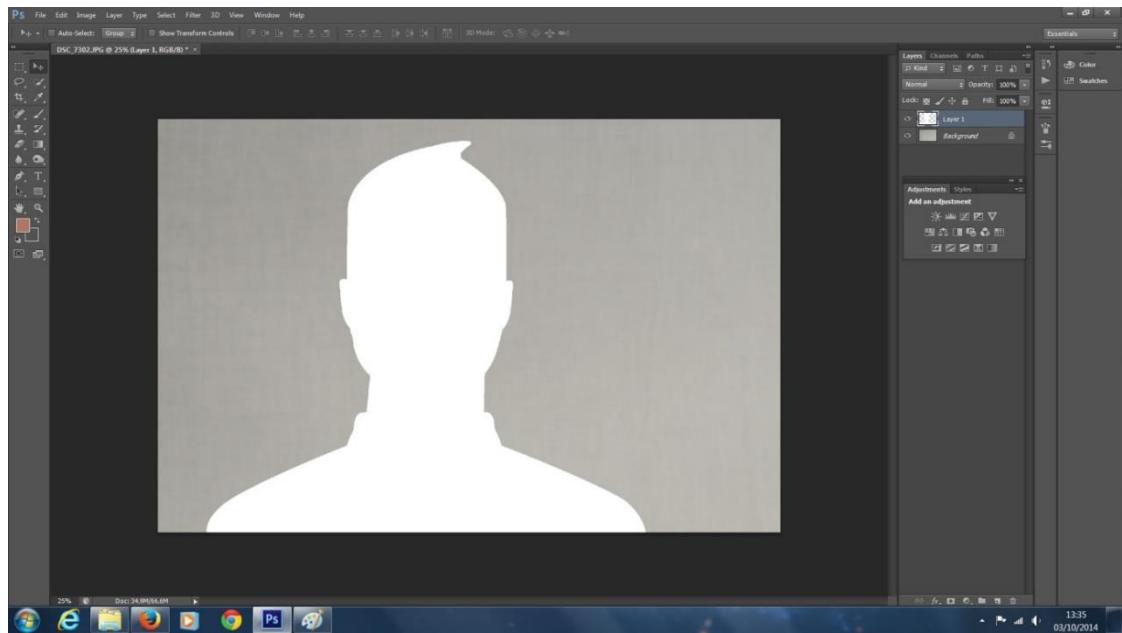 Ps File Edit Image Layer Type Select Filter 3D View Window Help
Auto-Select: Group Show Transform Controls 3D Mode: Essentials
DSC_7302.JPG @ 25% (Layer 1, RGB/8) * ×
Layers Channels Paths
Kind
Normal Opacity: 100%
Lock: Fill: 100%
Layer 1
Background
Color
Swatches
Adjustments Styles
Add an adjustment
25% Doc: 34.9M/66.6M
Ps
13:35
03/10/2014